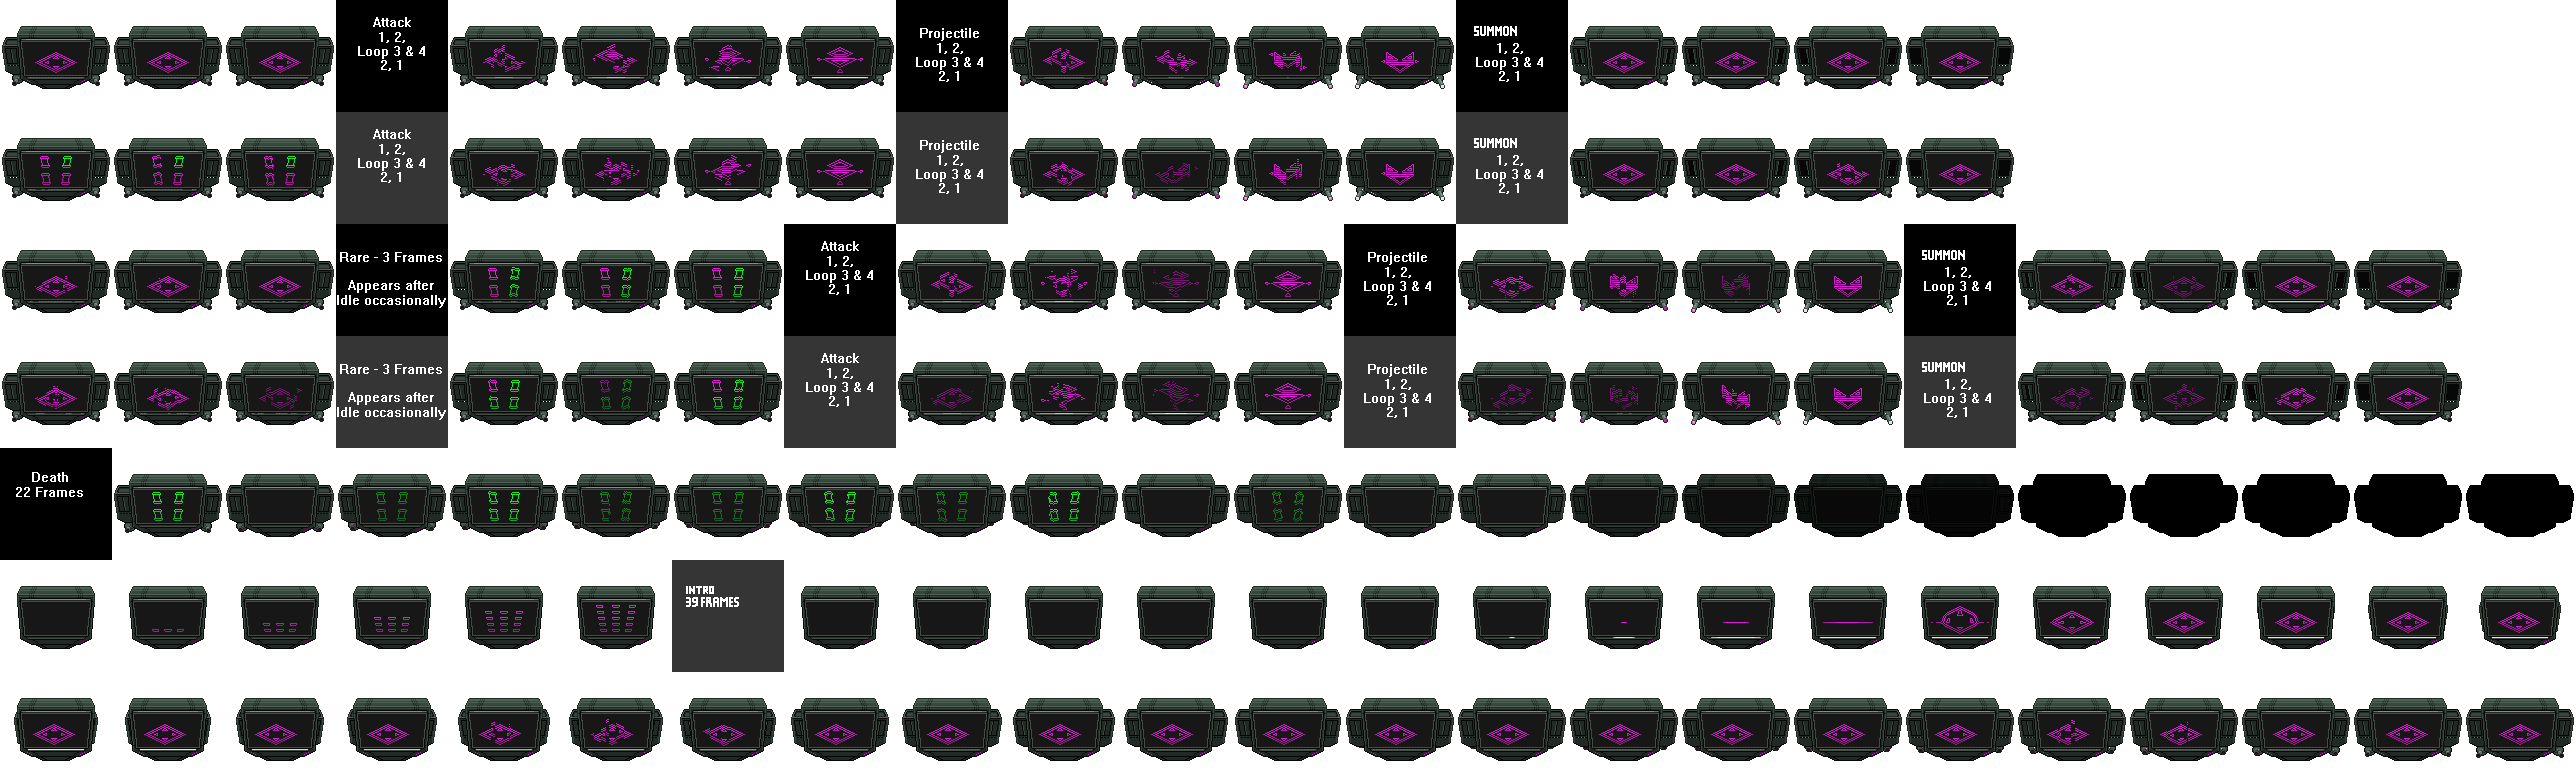 Attack
1, 2,
Loop 3 & 4
2, 1
Projectile
1, 2,
Loop 3 & 4
2, 1
SUMMON
1, 2,
Loop 3 & 4
2, 1
Attack
1, 2,
Loop 3 & 4
2, 1
Projectile
1, 2,
Loop 3 & 4
2, 1
SUMMON
1, 2,
Loop 3 & 4
2, 1
Rare - 3 Frames
Appears after
Idle occasionally
Attack
1, 2,
Loop 3 & 4
2, 1
Projectile
1, 2,
Loop 3 & 4
2, 1
SUMMON
1, 2,
Loop 3 & 4
2, 1
Rare - 3 Frames
Appears after
Idle occasionally
Attack
1, 2,
Loop 3 & 4
2, 1
Projectile
1, 2,
Loop 3 & 4
2, 1
SUMMON
1, 2,
Loop 3 & 4
2, 1
Death
22 Frames
INTRO
39 FRAMES